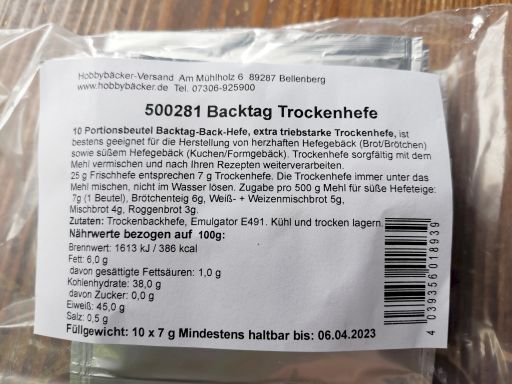 Hobbybäcker-Versand Am Mühlholz 6 89287 Bellenberg
www.hobbybäcker.de Tel. 07306-925900
500281 Backtag Trockenhefe
10 Portionsbeutel Backtag-Back-Hefe, extra triebstarke Trockenhefe, ist
bestens geeignet für die Herstellung von herzhaften Hefegebäck (Brot/Brötchen)
sowie süßem Hefegebäck (Kuchen/Formgebäck). Trockenhefe sorgfältig mit dem
Mehl vermischen und nach Ihren Rezepten weiterverarbeiten.
25 g Frischhefe entsprechen 7 g Trockenhefe. Die Trockenhefe immer unter das
Mehl mischen, nicht im Wasser lösen. Zugabe pro 500 g Mehl für süße Hefeteige:
7g (1 Beutel), Brötchenteig 6g, Weiß- + Weizenmischbrot 5g,
Mischbrot 4g, Roggenbrot 3g.
Zutaten: Trockenbackhefe, Emulgator E491. Kühl und trocken lagern.
Nährwerte bezogen auf 100g:
Brennwert: 1613 kJ / 386 kcal
Fett: 6,0 g
davon gesättigte Fettsäuren: 1,0 g
Kohlenhydrate: 38,0 g
davon Zucker: 0,0 g
Eiweiß: 45,0 g
Salz: 0,5 g
Füllgewicht: 10 x 7 g Mindestens haltbar bis: 06.04.2023
4 039356 018939